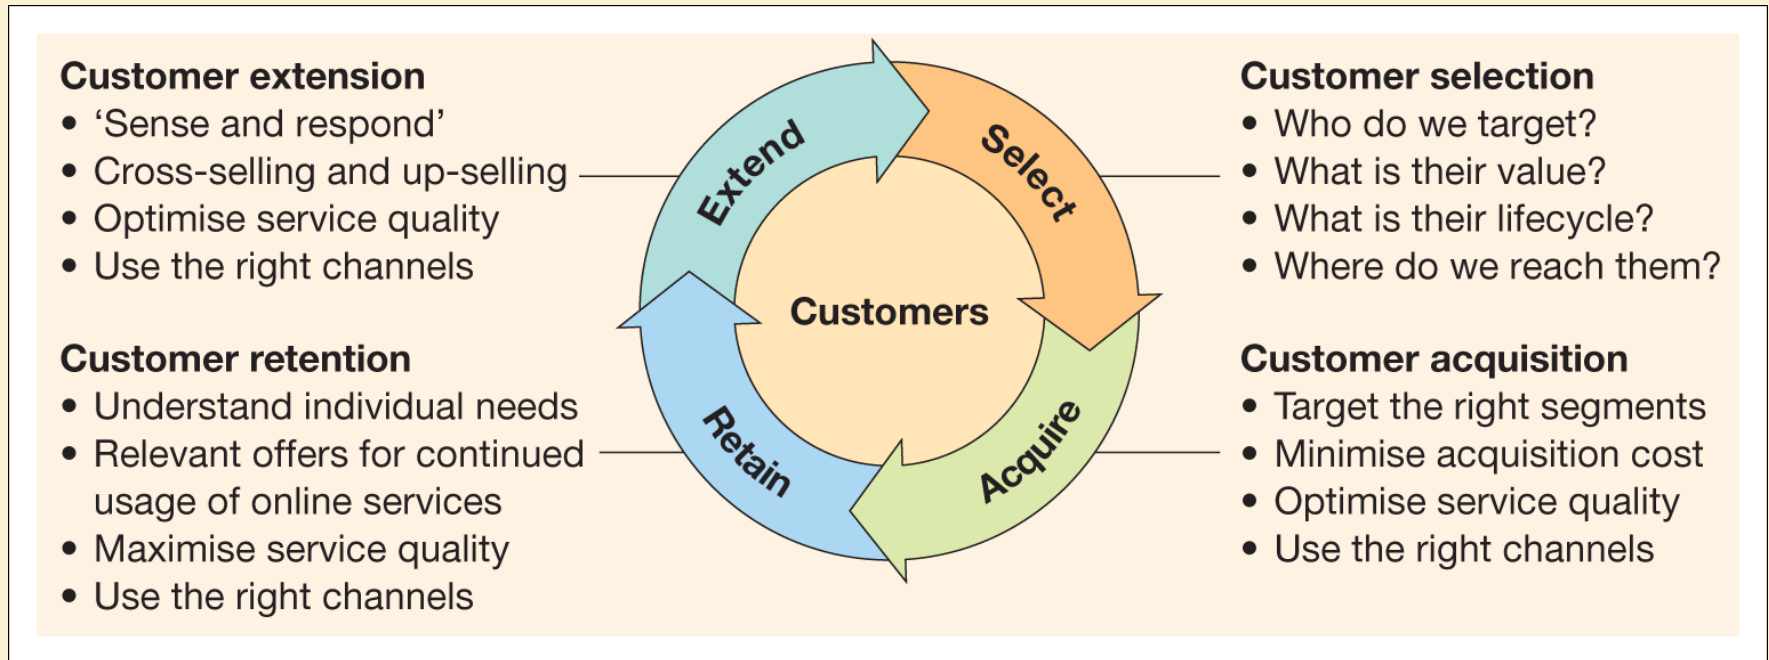 Customer extension
• ‘Sense and respond’
• Cross-selling and up-selling
• Optimise service quality
• Use the right channels
Customer retention
• Understand individual needs
• Relevant offers for continued
usage of online services
• Maximise service quality
• Use the right channels
Extend
Select
Customers
Retain
Acquire
Customer selection
• Who do we target?
• What is their value?
• What is their lifecycle?
• Where do we reach them?
Customer acquisition
• Target the right segments
• Minimise acquisition cost
• Optimise service quality
• Use the right channels